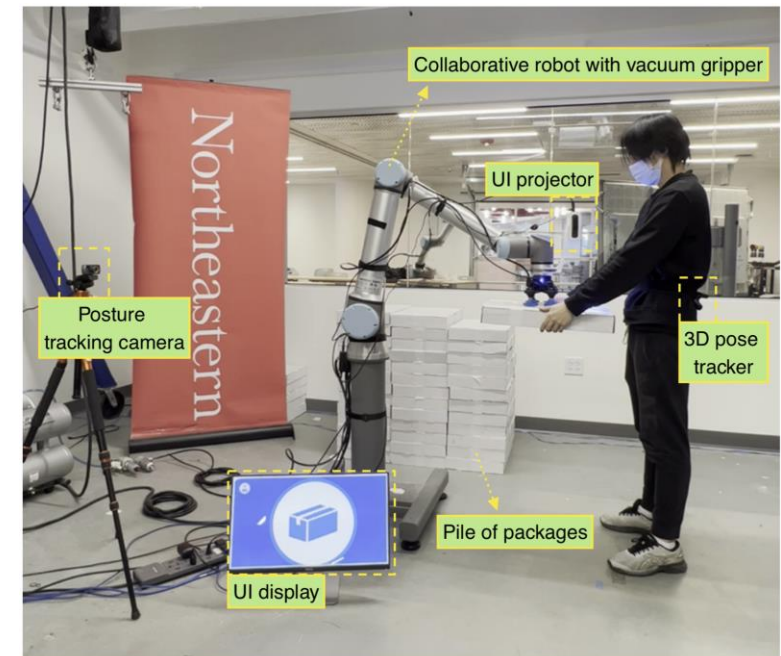 Collaborative robot with vacuum gripper
Northeastern
UI projector
Posture
tracking camera
3D pose
tracker
Pile of packages
UI display